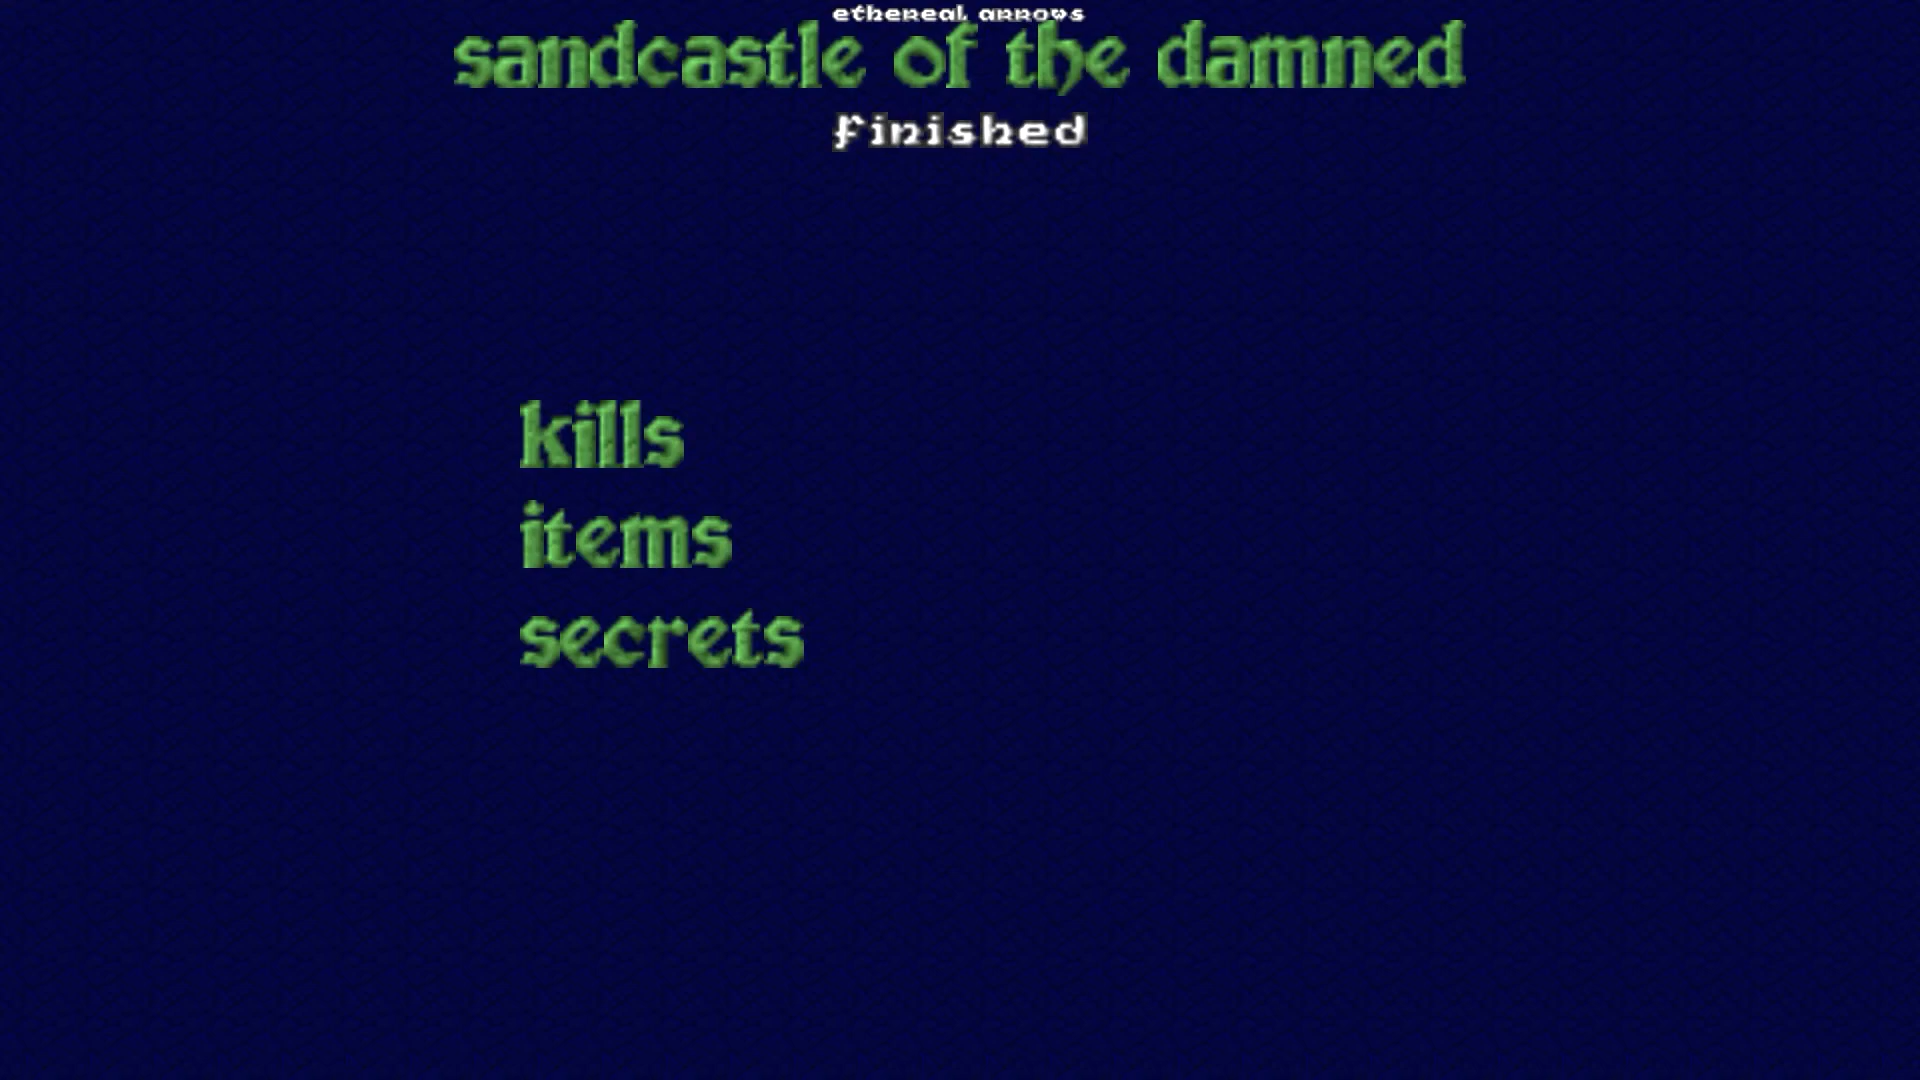 ethereal arrows
sandcastle of the damned
finished
kills
items
secrets